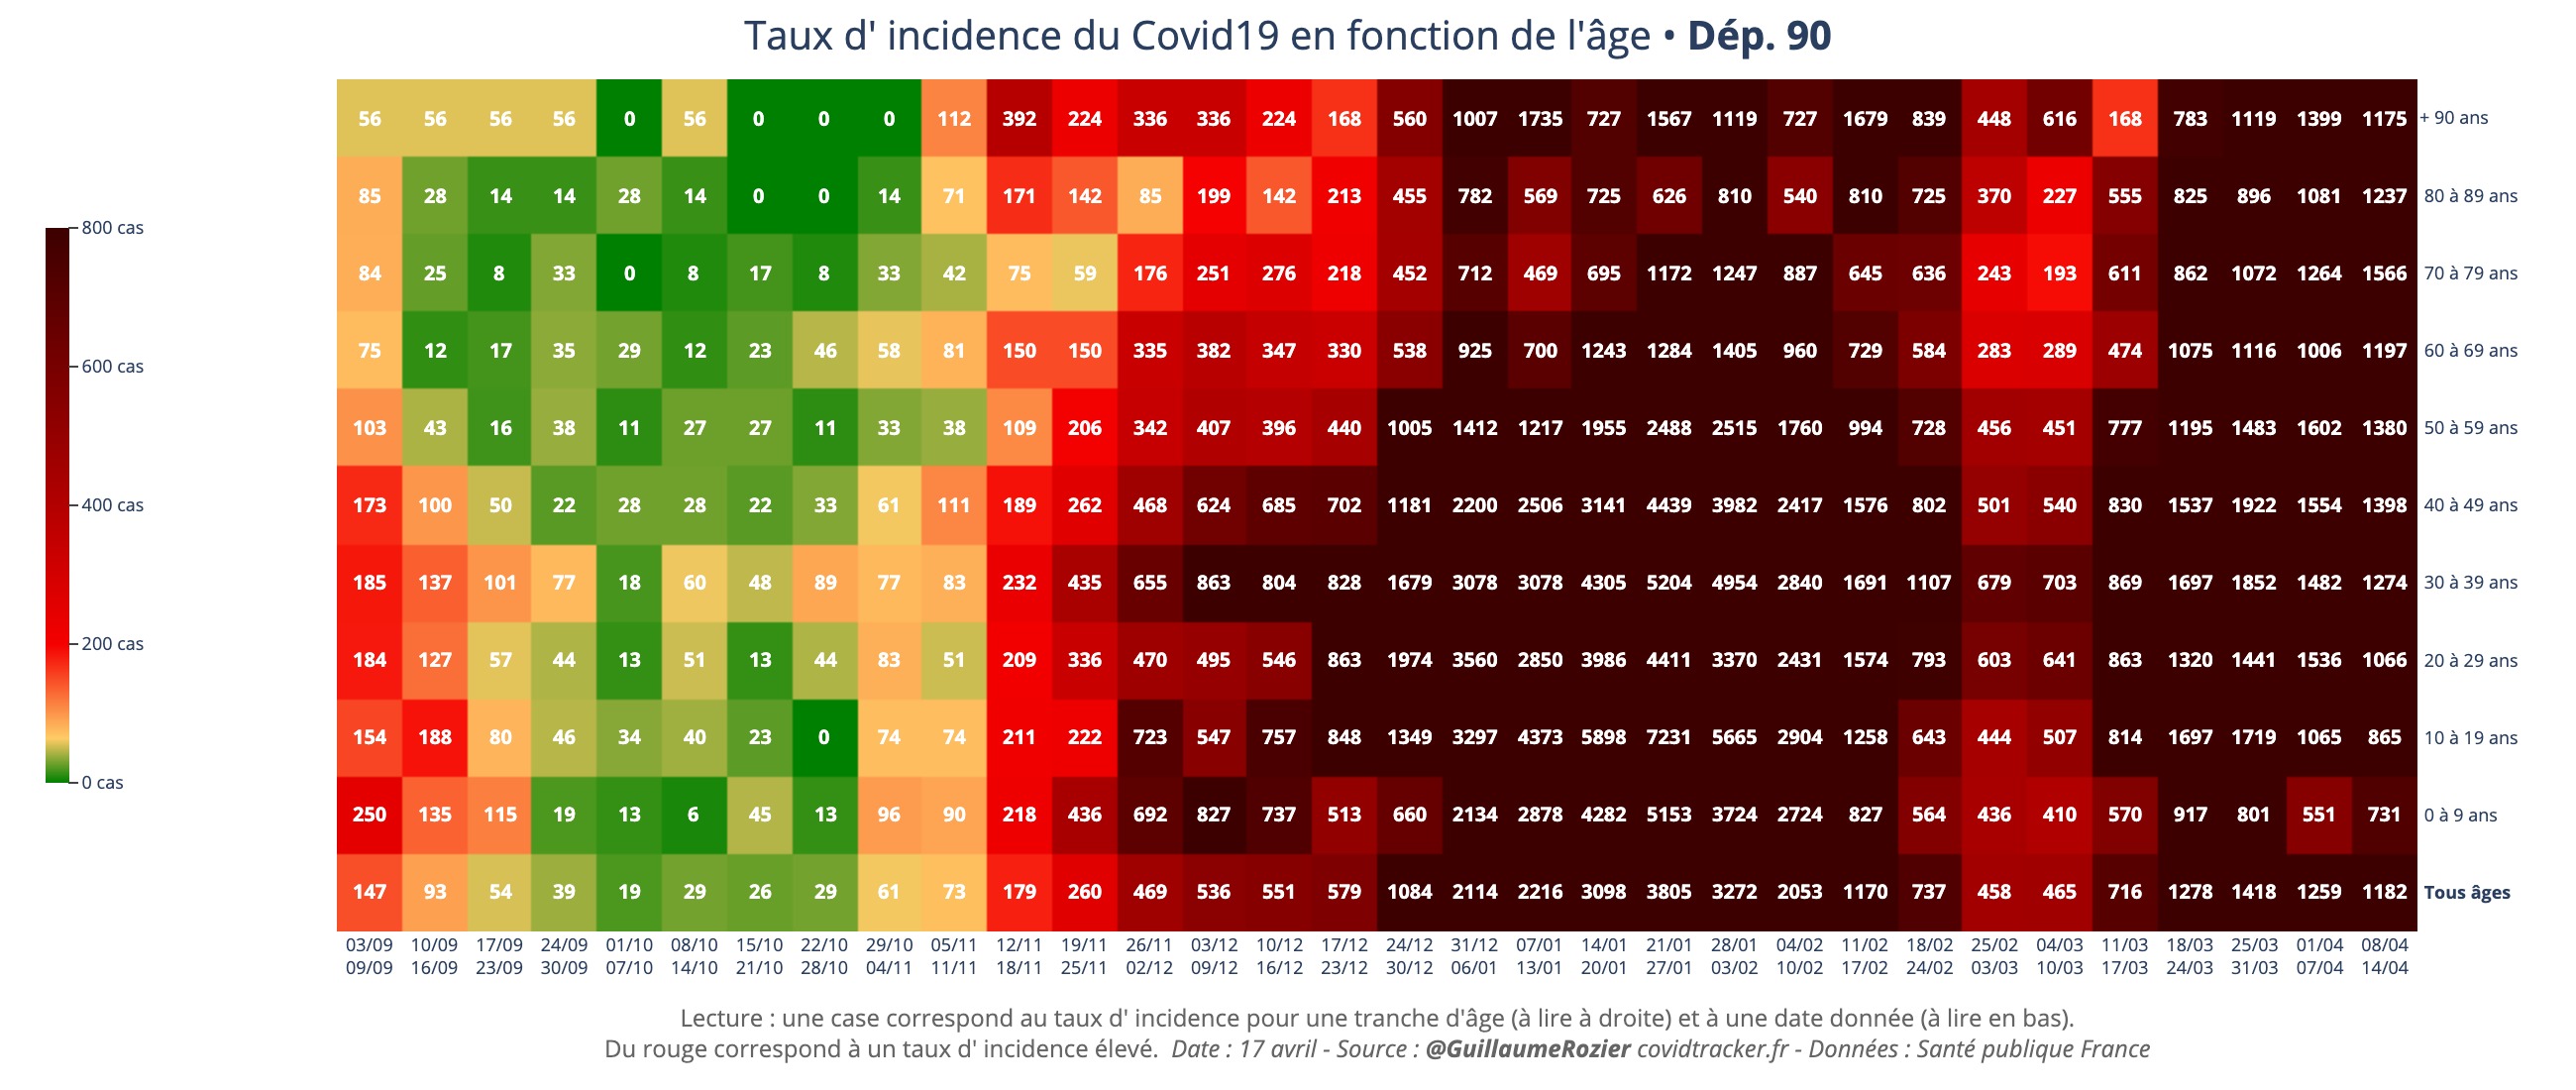 Taux d' incidence du Covid19 en fonction de l'âge • Dép. 90
800 cas
600 cas
400 cas
200 cas
0 cas
56 56 56 56 0 56 0 0 0 112 392 224 336 336 224 168 560 1007 1735 727 1567 1119 727 1679 839 448 616 168 783 1119 1399 1175 + 90 ans
85 28 14 14 28 14 0 0 14 71 171 142 85 199 142 213 455 782 569 725 626 810 540 810 725 370 227 555 825 896 1081 1237 80 à 89 ans
84 25 8 33 0 8 17 8 33 42 75 59 176 251 276 218 452 712 469 695 1172 1247 887 645 636 243 193 611 862 1072 1264 1566 70 à 79 ans
75 12 17 35 29 12 23 46 58 81 150 150 335 382 347 330 538 925 700 1243 1284 1405 960 729 584 283 289 474 1075 1116 1006 1197 60 à 69 ans
103 43 16 38 11 27 27 11 33 38 109 206 342 407 396 440 1005 1412 1217 1955 2488 2515 1760 994 728 456 451 777 1195 1483 1602 1380 50 à 59 ans
173 100 50 22 28 28 22 33 61 111 189 262 468 624 685 702 1181 2200 2506 3141 4439 3982 2417 1576 802 501 540 830 1537 1922 1554 1398 40 à 49 ans
185 137 101 77 18 60 48 89 77 83 232 435 655 863 804 828 1679 3078 3078 4305 5204 4954 2840 1691 1107 679 703 869 1697 1852 1482 1274 30 à 39 ans
184 127 57 44 13 51 13 44 83 51 209 336 470 495 546 863 1974 3560 2850 3986 4411 3370 2431 1574 793 603 641 863 1320 1441 1536 1066 20 à 29 ans
154 188 80 46 34 40 23 0 74 74 211 222 723 547 757 848 1349 3297 4373 5898 7231 5665 2904 1258 643 444 507 814 1697 1719 1065 865 10 à 19 ans
250 135 115 19 13 6 45 13 96 90 218 436 692 827 737 513 660 2134 2878 4282 5153 3724 2724 827 564 436 410 570 917 801 551 731 0 à 9 ans
147 93 54 39 19 29 26 29 61 73 179 260 469 536 551 579 1084 2114 2216 3098 3805 3272 2053 1170 737 458 465 716 1278 1418 1259 1182 Tous âges
03/09 10/09 17/09 24/09 01/10 08/10 15/10 22/10 29/10 05/11 12/11 19/11 26/11 03/12 10/12 17/12 24/12 31/12 07/01 14/01 21/01 28/01 04/02 11/02 18/02 25/02 04/03 11/03 18/03 25/03 01/04 08/04
09/09 16/09 23/09 30/09 07/10 14/10 21/10 28/10 04/11 11/11 18/11 25/11 02/12 09/12 16/12 23/12 30/12 06/01 13/01 20/01 27/01 03/02 10/02 17/02 24/02 03/03 10/03 17/03 24/03 31/03 07/04 14/04
Lecture : une case correspond au taux d' incidence pour une tranche d'âge (à lire à droite) et à une date donnée (à lire en bas).
Du rouge correspond à un taux d' incidence élevé. Date : 17 avril - Source : @GuillaumeRozier covidtracker.fr - Données : Santé publique France